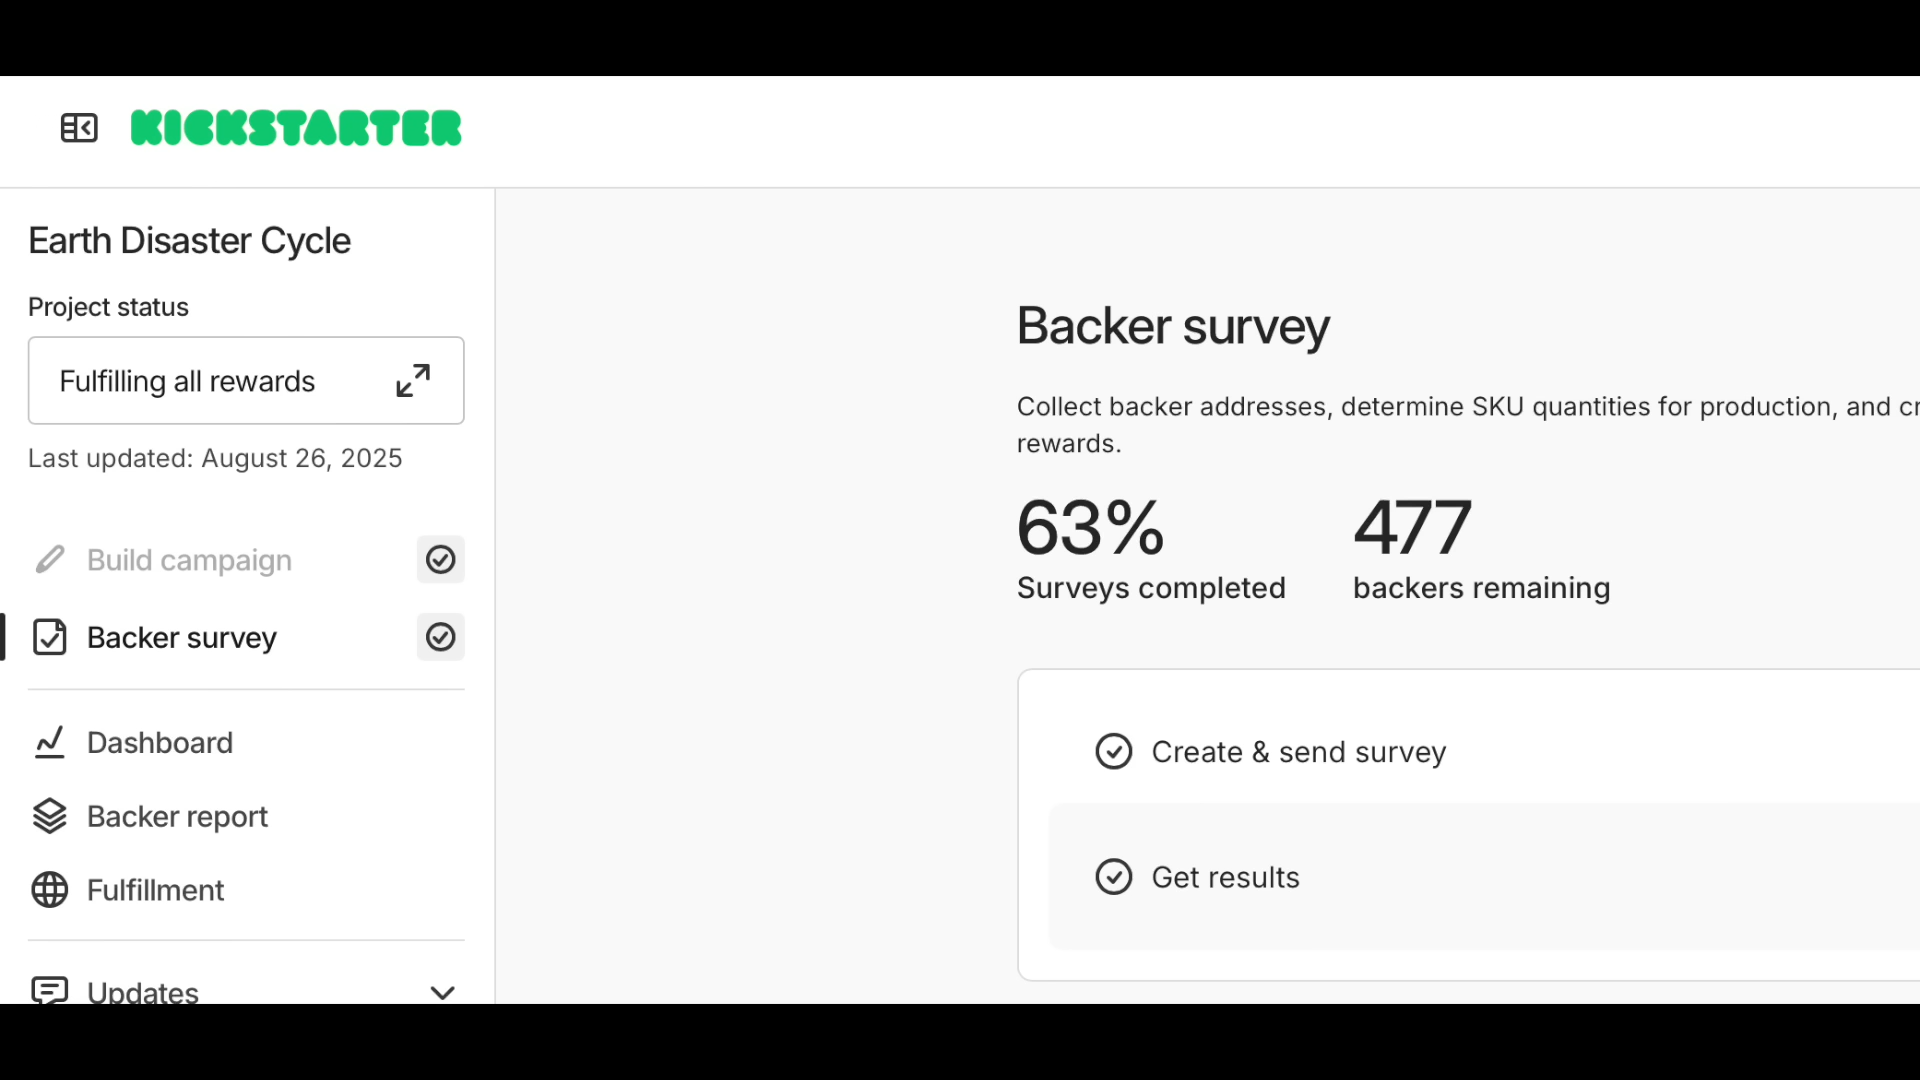 KICKSTARTER
Earth Disaster Cycle
Project status
Fulfilling all rewards
Last updated: August 26, 2025
Build campaign
Backer survey
Dashboard
Backer report
Fulfillment
Updates
Backer survey
Collect backer addresses, determine SKU quantities for production, and
rewards.
63%
Surveys completed
477
backers remaining
Create & send survey
Get results